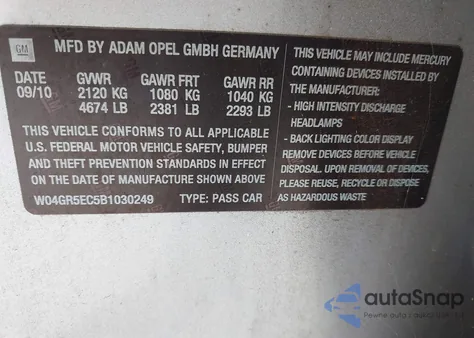 GM
MFD BY ADAM OPEL GMBH GERMANY
DATE GVWR GAWR FRT GAWR RR
09/10 2120 KG 1080 KG 1040 KG
4674 LB 2381 LB 2293 LB
THIS VEHICLE CONFORMS TO ALL APPLICABLE
U.S. FEDERAL MOTOR VEHICLE SAFETY, BUMPER
AND THEFT PREVENTION STANDARDS IN EFFECT
ON THE DATE OF MANUFACTURE SHOWN ABOVE
W04GR5EC5B1030249 TYPE: PASS CAR
THIS VEHICLE MAY INCLUDE MERCURY
CONTAINING DEVICES INSTALLED BY
THE MANUFACTURER:
- HIGH INTENSITY DISCHARGE
HEADLAMPS
- BACK LIGHTING COLOR DISPLAY
REMOVE DEVICES BEFORE VEHICLE
DISPOSAL. UPON REMOVAL OF DEVICES,
PLEASE REUSE, RECYCLE OR DISPOSE
AS HAZARDOUS WASTE
autaSnap